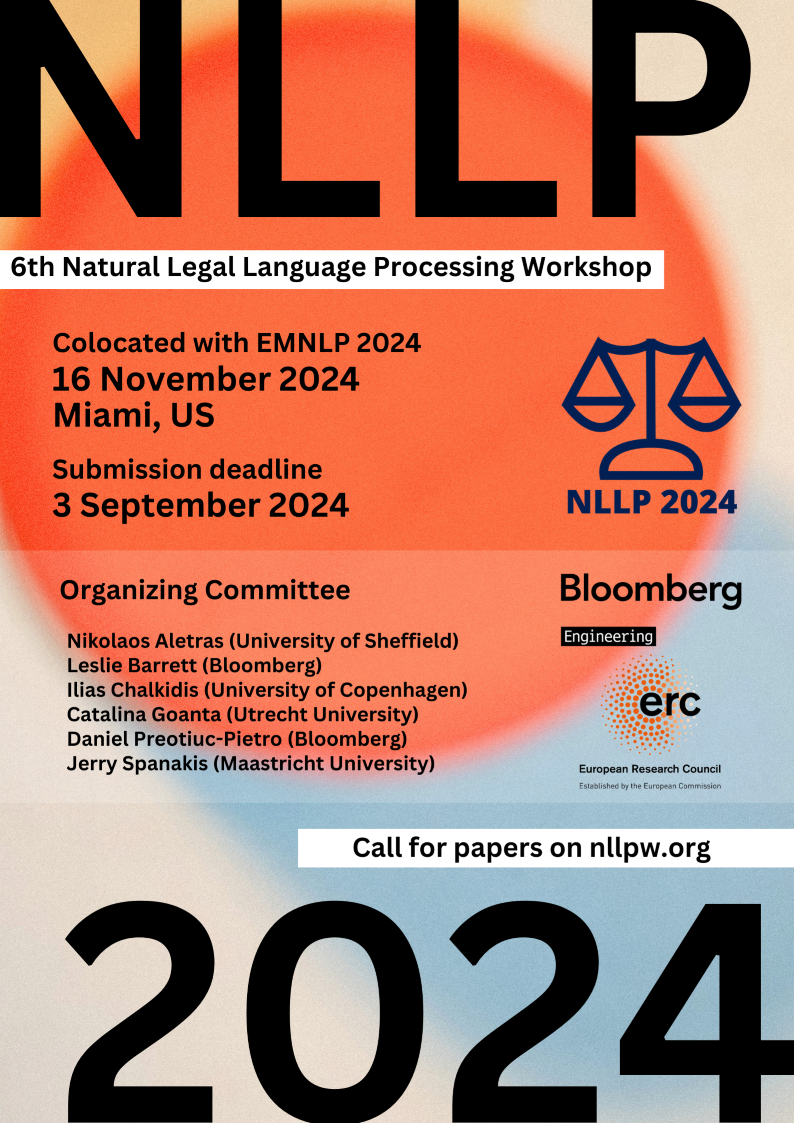 NLLP
6th Natural Legal Language Processing Workshop
Colocated with EMNLP 2024
16 November 2024
Miami, US
Submission deadline
3 September 2024
NLLP 2024
Organizing Committee
Nikolaos Aletras (University of Sheffield)
Leslie Barrett (Bloomberg)
Ilias Chalkidis (University of Copenhagen)
Catalina Goanta (Utrecht University)
Daniel Preotiuc-Pietro (Bloomberg)
Jerry Spanakis (Maastricht University)
Bloomberg
Engineering
erc
European Research Council
Established by the European Commission
Call for papers on nllpw.org
2024